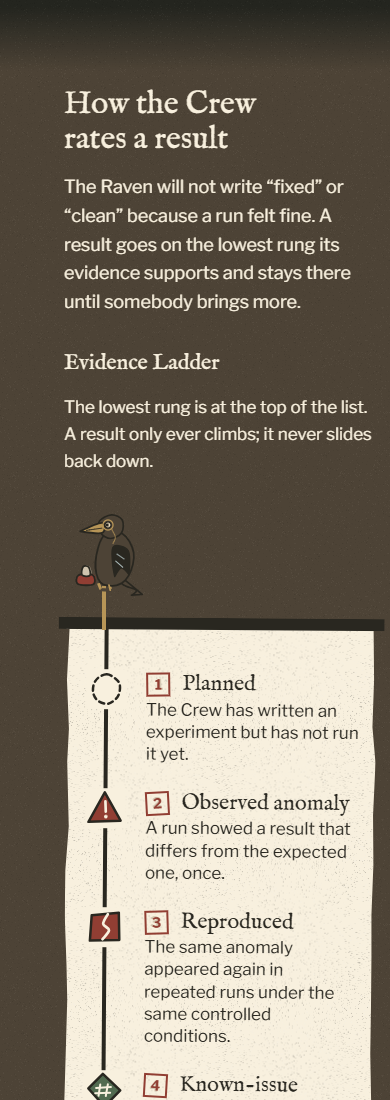 How the Crew
rates a result
The Raven will not write “fixed” or
“clean” because a run felt fine. A
result goes on the lowest rung its
evidence supports and stays there
until somebody brings more.
Evidence Ladder
The lowest rung is at the top of the list.
A result only ever climbs; it never slides
back down.
1 Planned
The Crew has written an
experiment but has not run
it yet.
2 Observed anomaly
A run showed a result that
differs from the expected
one, once.
3 Reproduced
The same anomaly
appeared again in
repeated runs under the
same controlled
conditions.
# 4 Known-issue